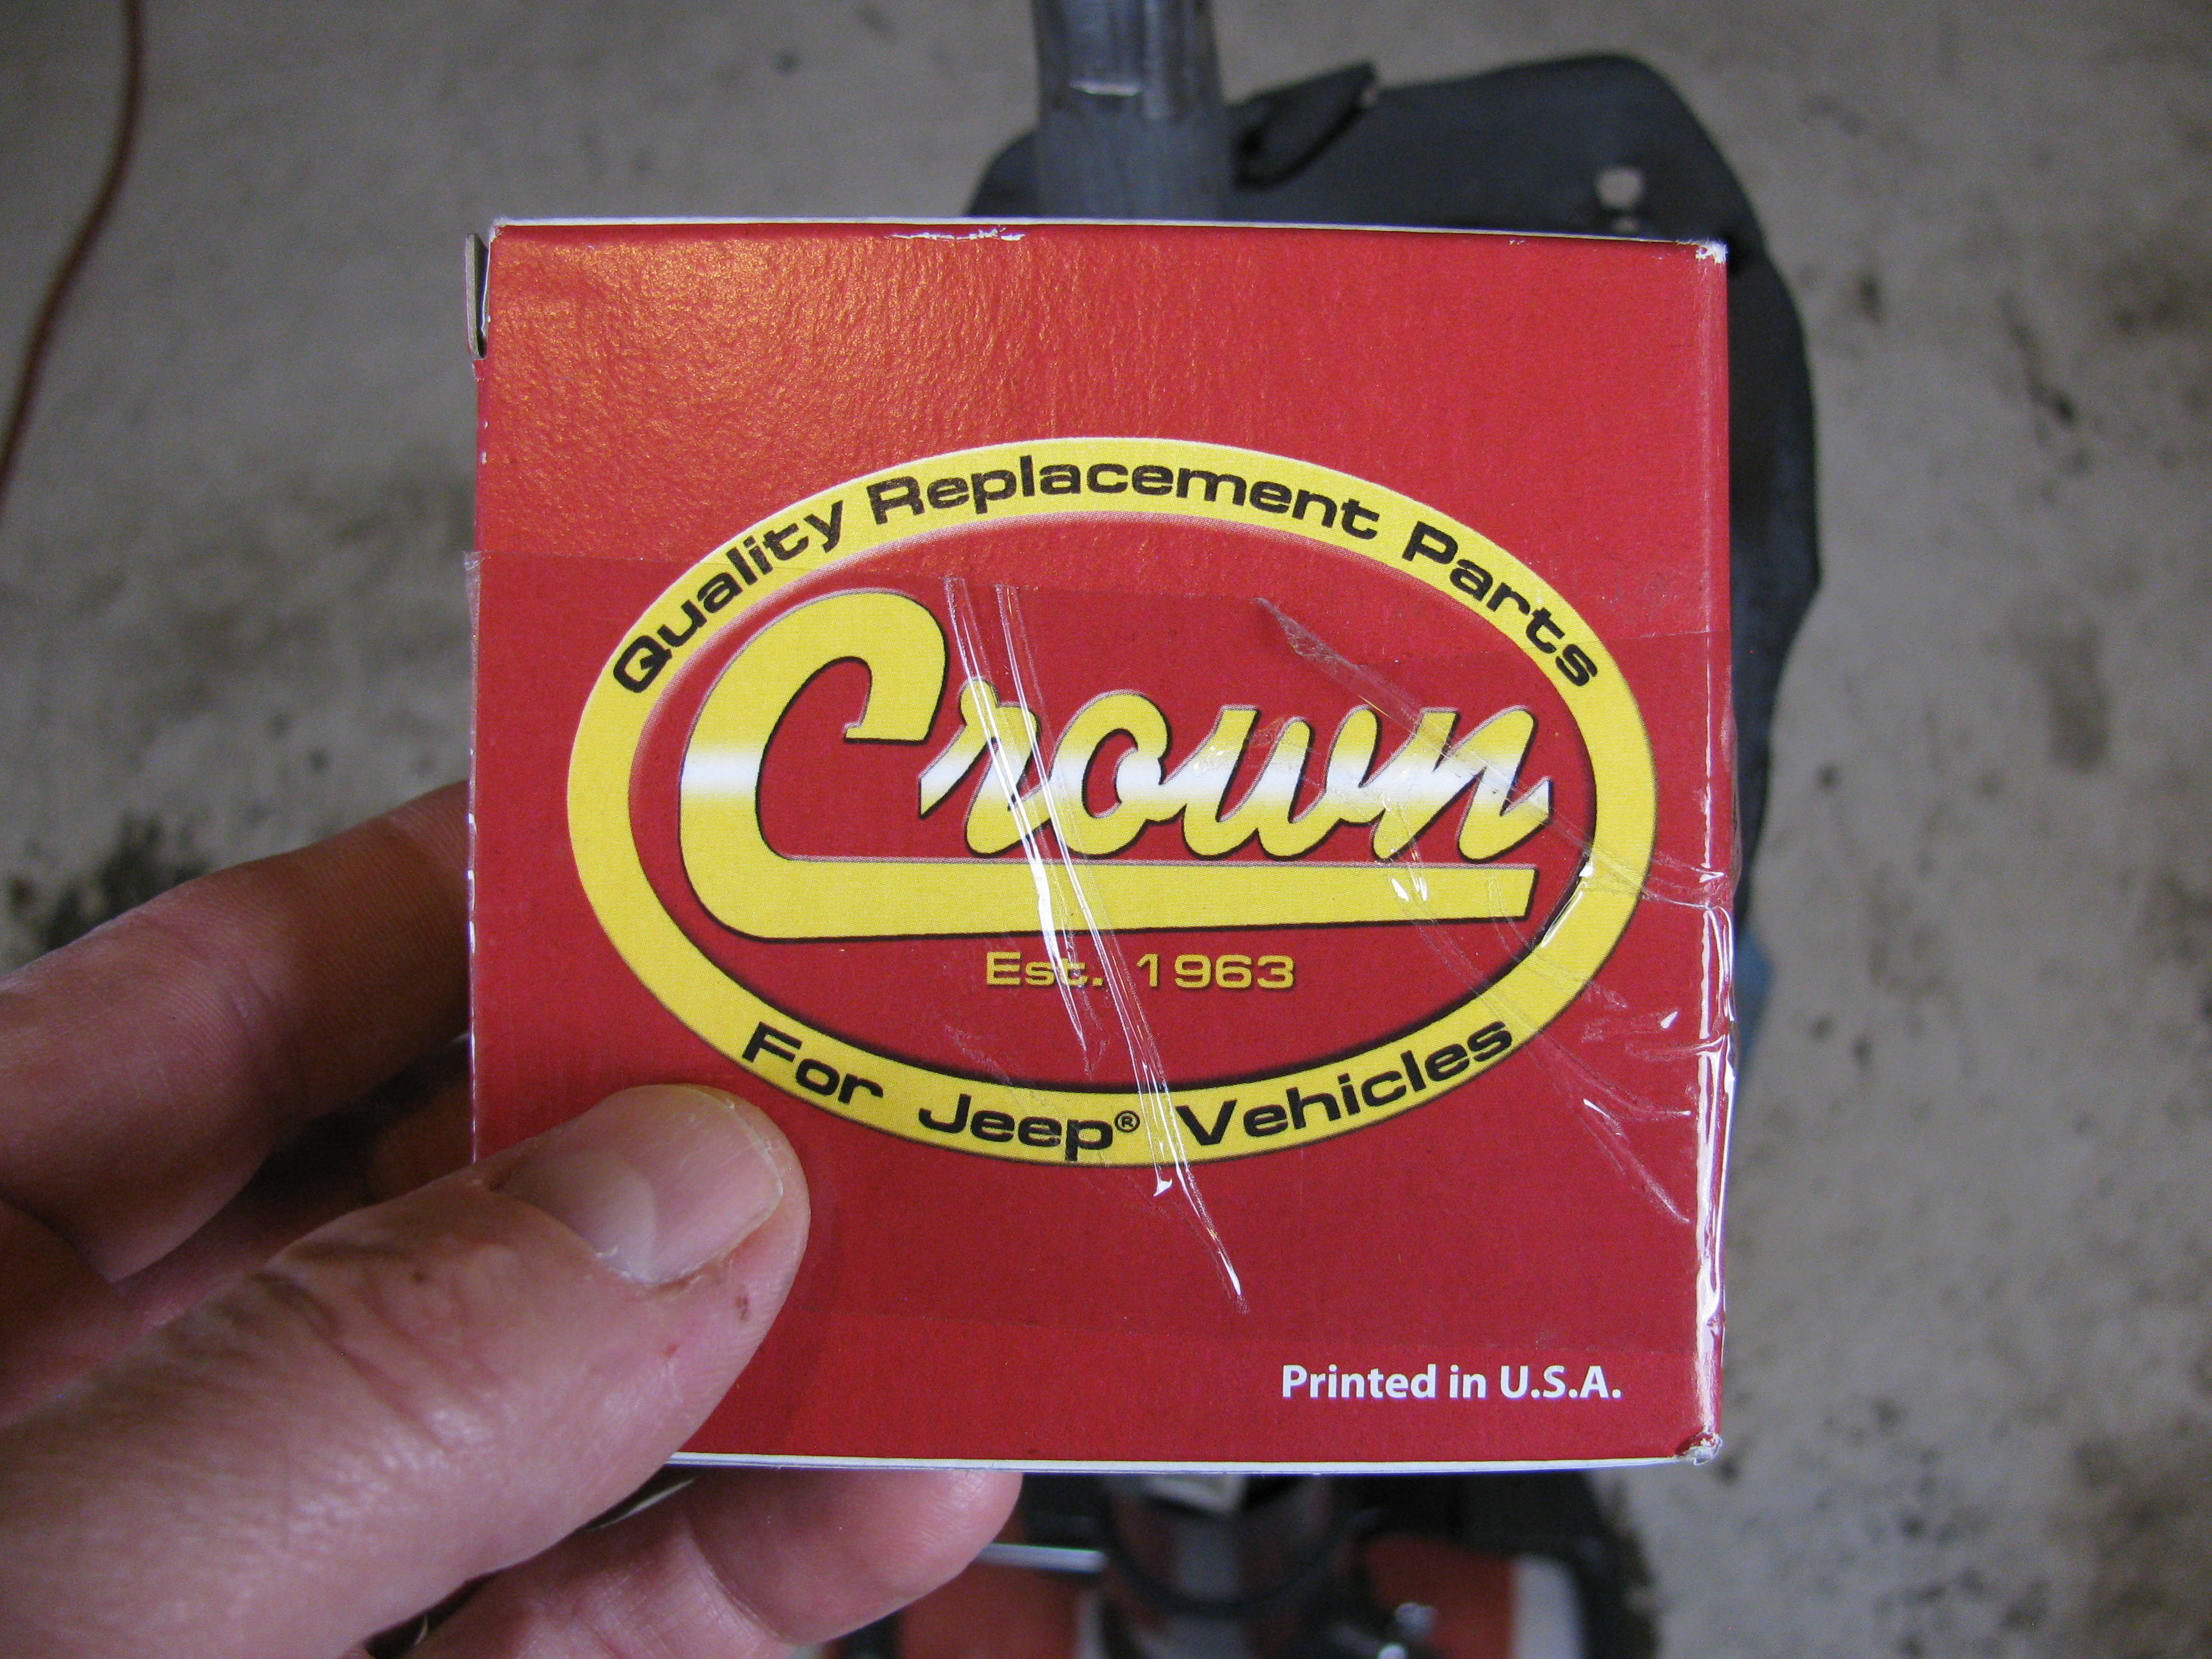 Quality Replacement Parts
Crown
Est. 1963
For Jeep® Vehicles
Printed in U.S.A.